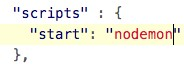 "scripts" : {
"start": "nodemon"
},